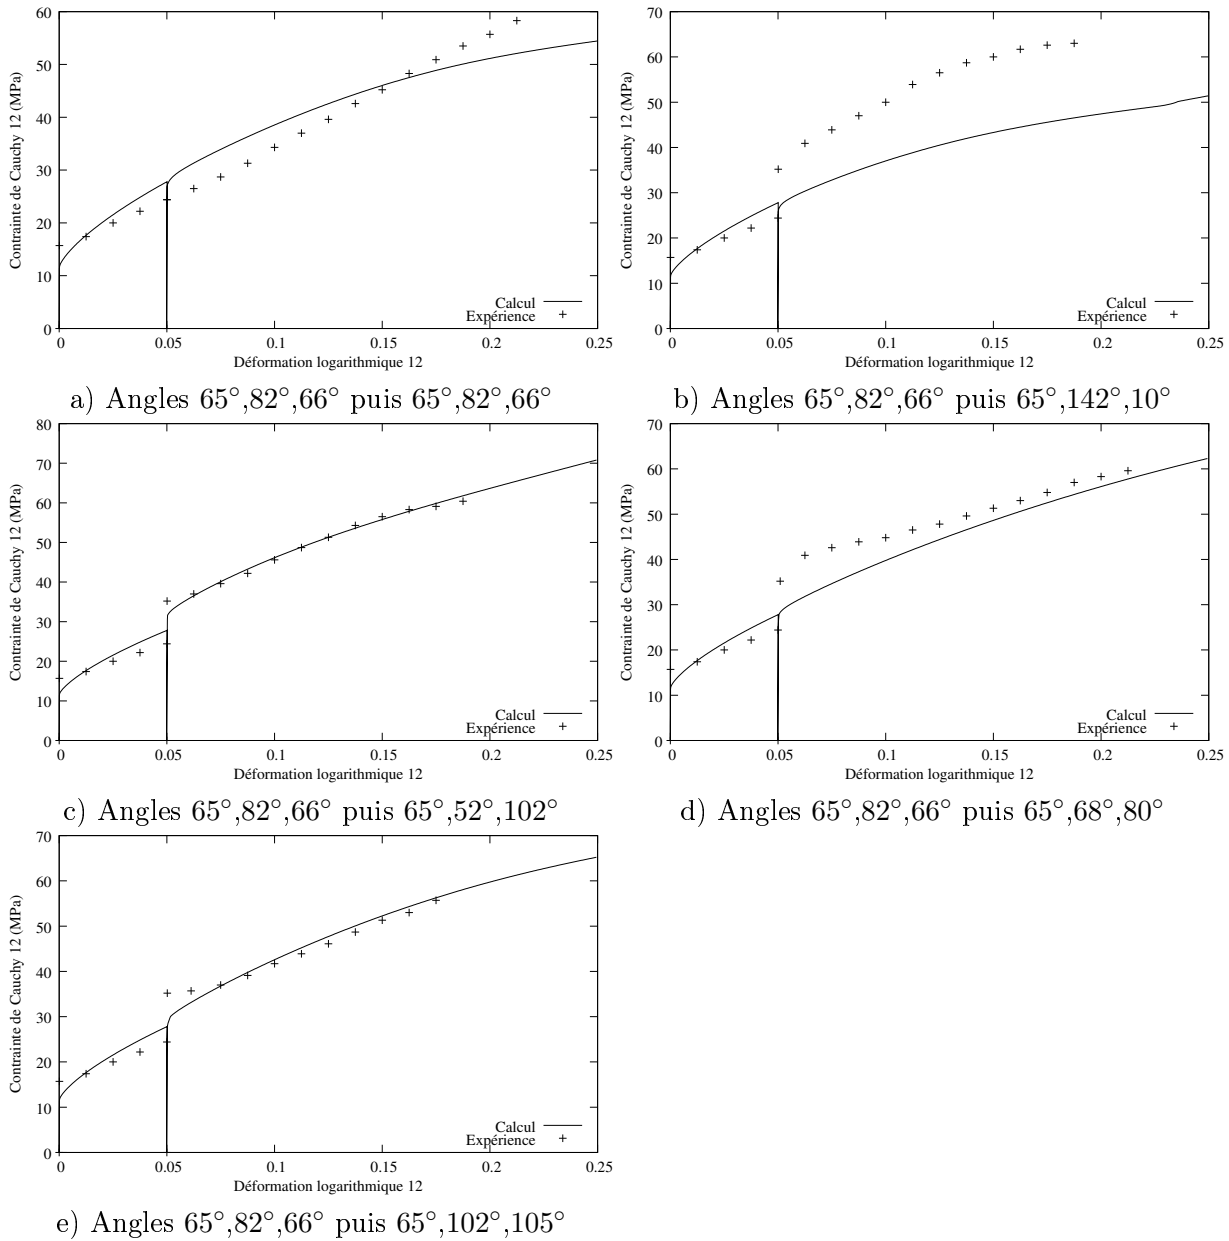 60
50
40
30
20
10
0
Contrainte de Cauchy 12 (MPa)
Calcul
Expérience
0 0.05 0.1 0.15 0.2 0.25
Déformation logarithmique 12
a) Angles 65°,82°,66° puis 65°,82°,66°
70
60
50
40
30
20
10
0
Contrainte de Cauchy 12 (MPa)
Calcul
Expérience
0 0.05 0.1 0.15 0.2 0.25
Déformation logarithmique 12
b) Angles 65°,82°,66° puis 65°,142°,10°
80
70
60
50
40
30
20
10
0
Contrainte de Cauchy 12 (MPa)
Calcul
Expérience
0 0.05 0.1 0.15 0.2 0.25
Déformation logarithmique 12
c) Angles 65°,82°,66° puis 65°,52°,102°
70
60
50
40
30
20
10
0
Contrainte de Cauchy 12 (MPa)
Calcul
Expérience
0 0.05 0.1 0.15 0.2 0.25
Déformation logarithmique 12
d) Angles 65°,82°,66° puis 65°,68°,80°
70
60
50
40
30
20
10
0
Contrainte de Cauchy 12 (MPa)
Calcul
Expérience
0 0.05 0.1 0.15 0.2 0.25
Déformation logarithmique 12
e) Angles 65°,82°,66° puis 65°,102°,105°